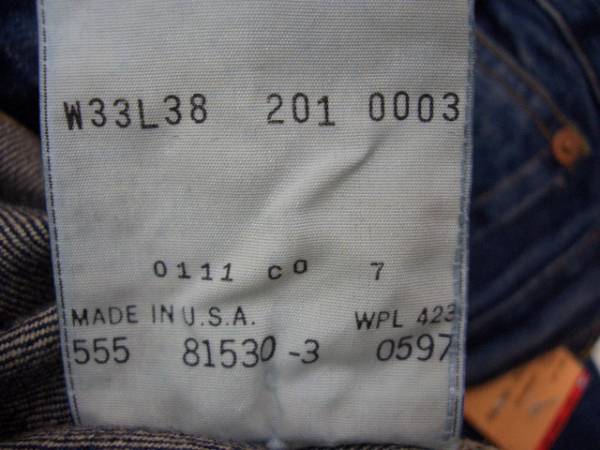 W33L38 201 0003
0111 co 7
MADE IN U.S.A. WPL 423
555 81530-3 0597